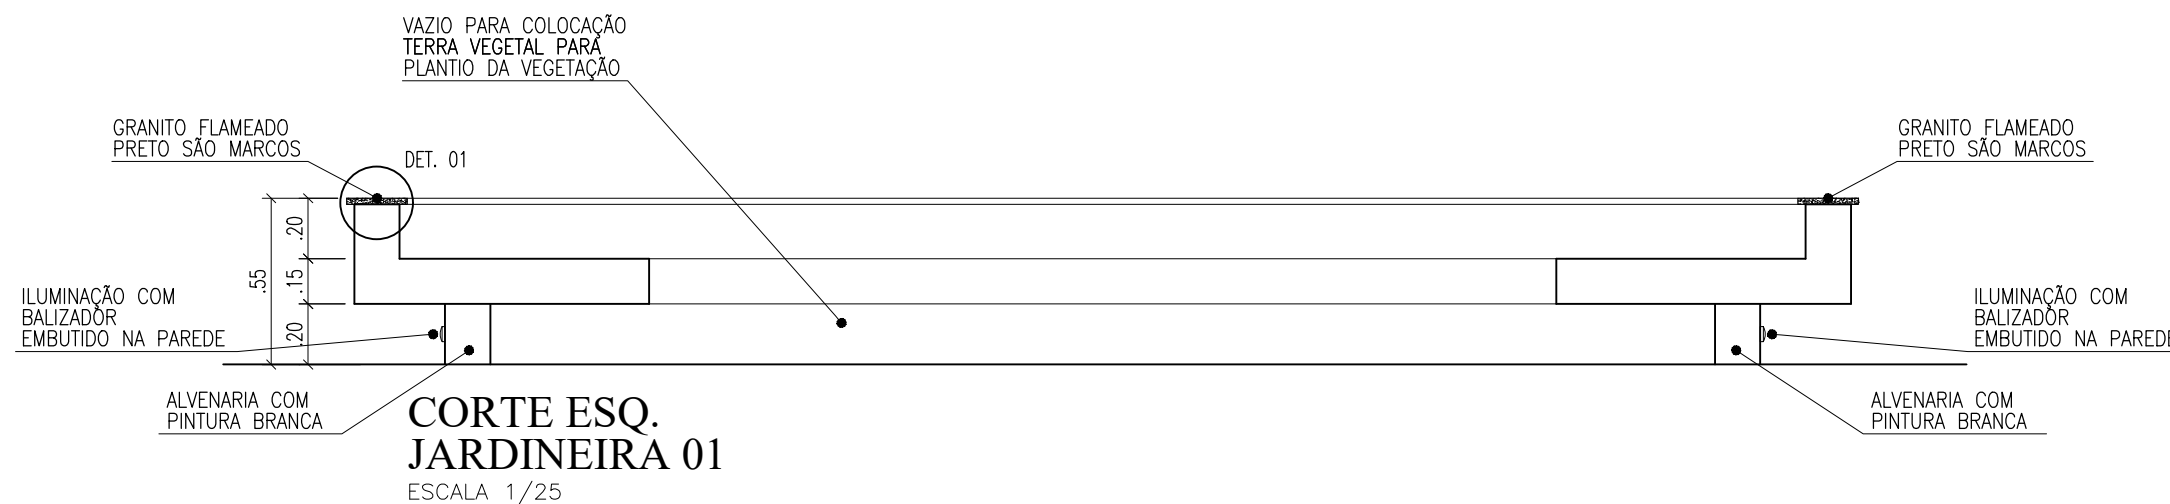 VAZIO PARA COLOCAÇÃO
TERRA VEGETAL PARA
PLANTIO DA VEGETAÇÃO
GRANITO FLAMEADO
PRETO SÃO MARCOS
DET. 01
GRANITO FLAMEADO
PRETO SÃO MARCOS
.20
.55
.15
.20
ILUMINAÇÃO COM
BALIZADOR
EMBUTIDO NA PAREDE
ILUMINAÇÃO COM
BALIZADOR
EMBUTIDO NA PAREDE
ALVENARIA COM
PINTURA BRANCA
ALVENARIA COM
PINTURA BRANCA
CORTE ESQ.
JARDINEIRA 01
ESCALA 1/25